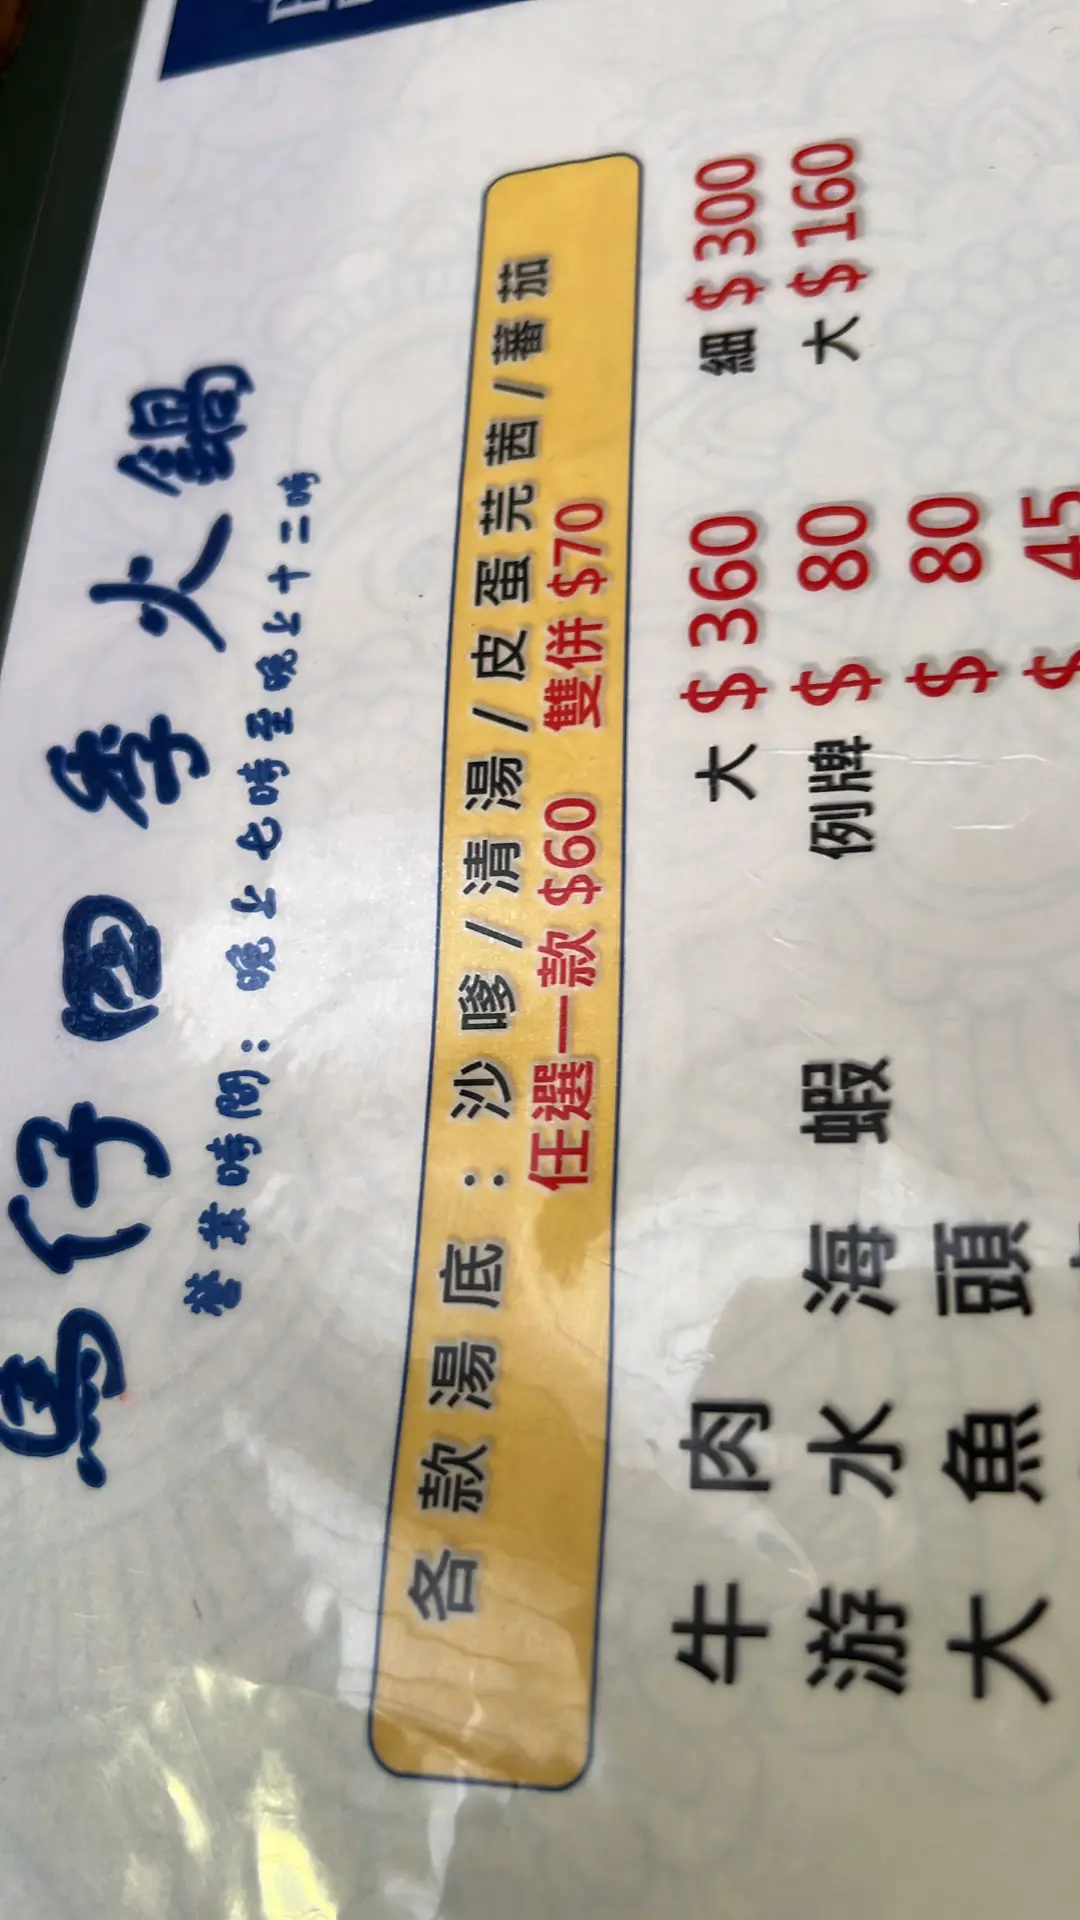 馬仔四季火鍋
營業時間：晚上七時至晚上十二時
各款湯底：沙嗲/清湯/皮蛋芫茜/蕃茄
任選一款 $60 雙併 $70
牛肉 大 $360 細 $300
游水海蝦 例牌 $ 80 大 $160
大魚頭 $ 80
$ 45